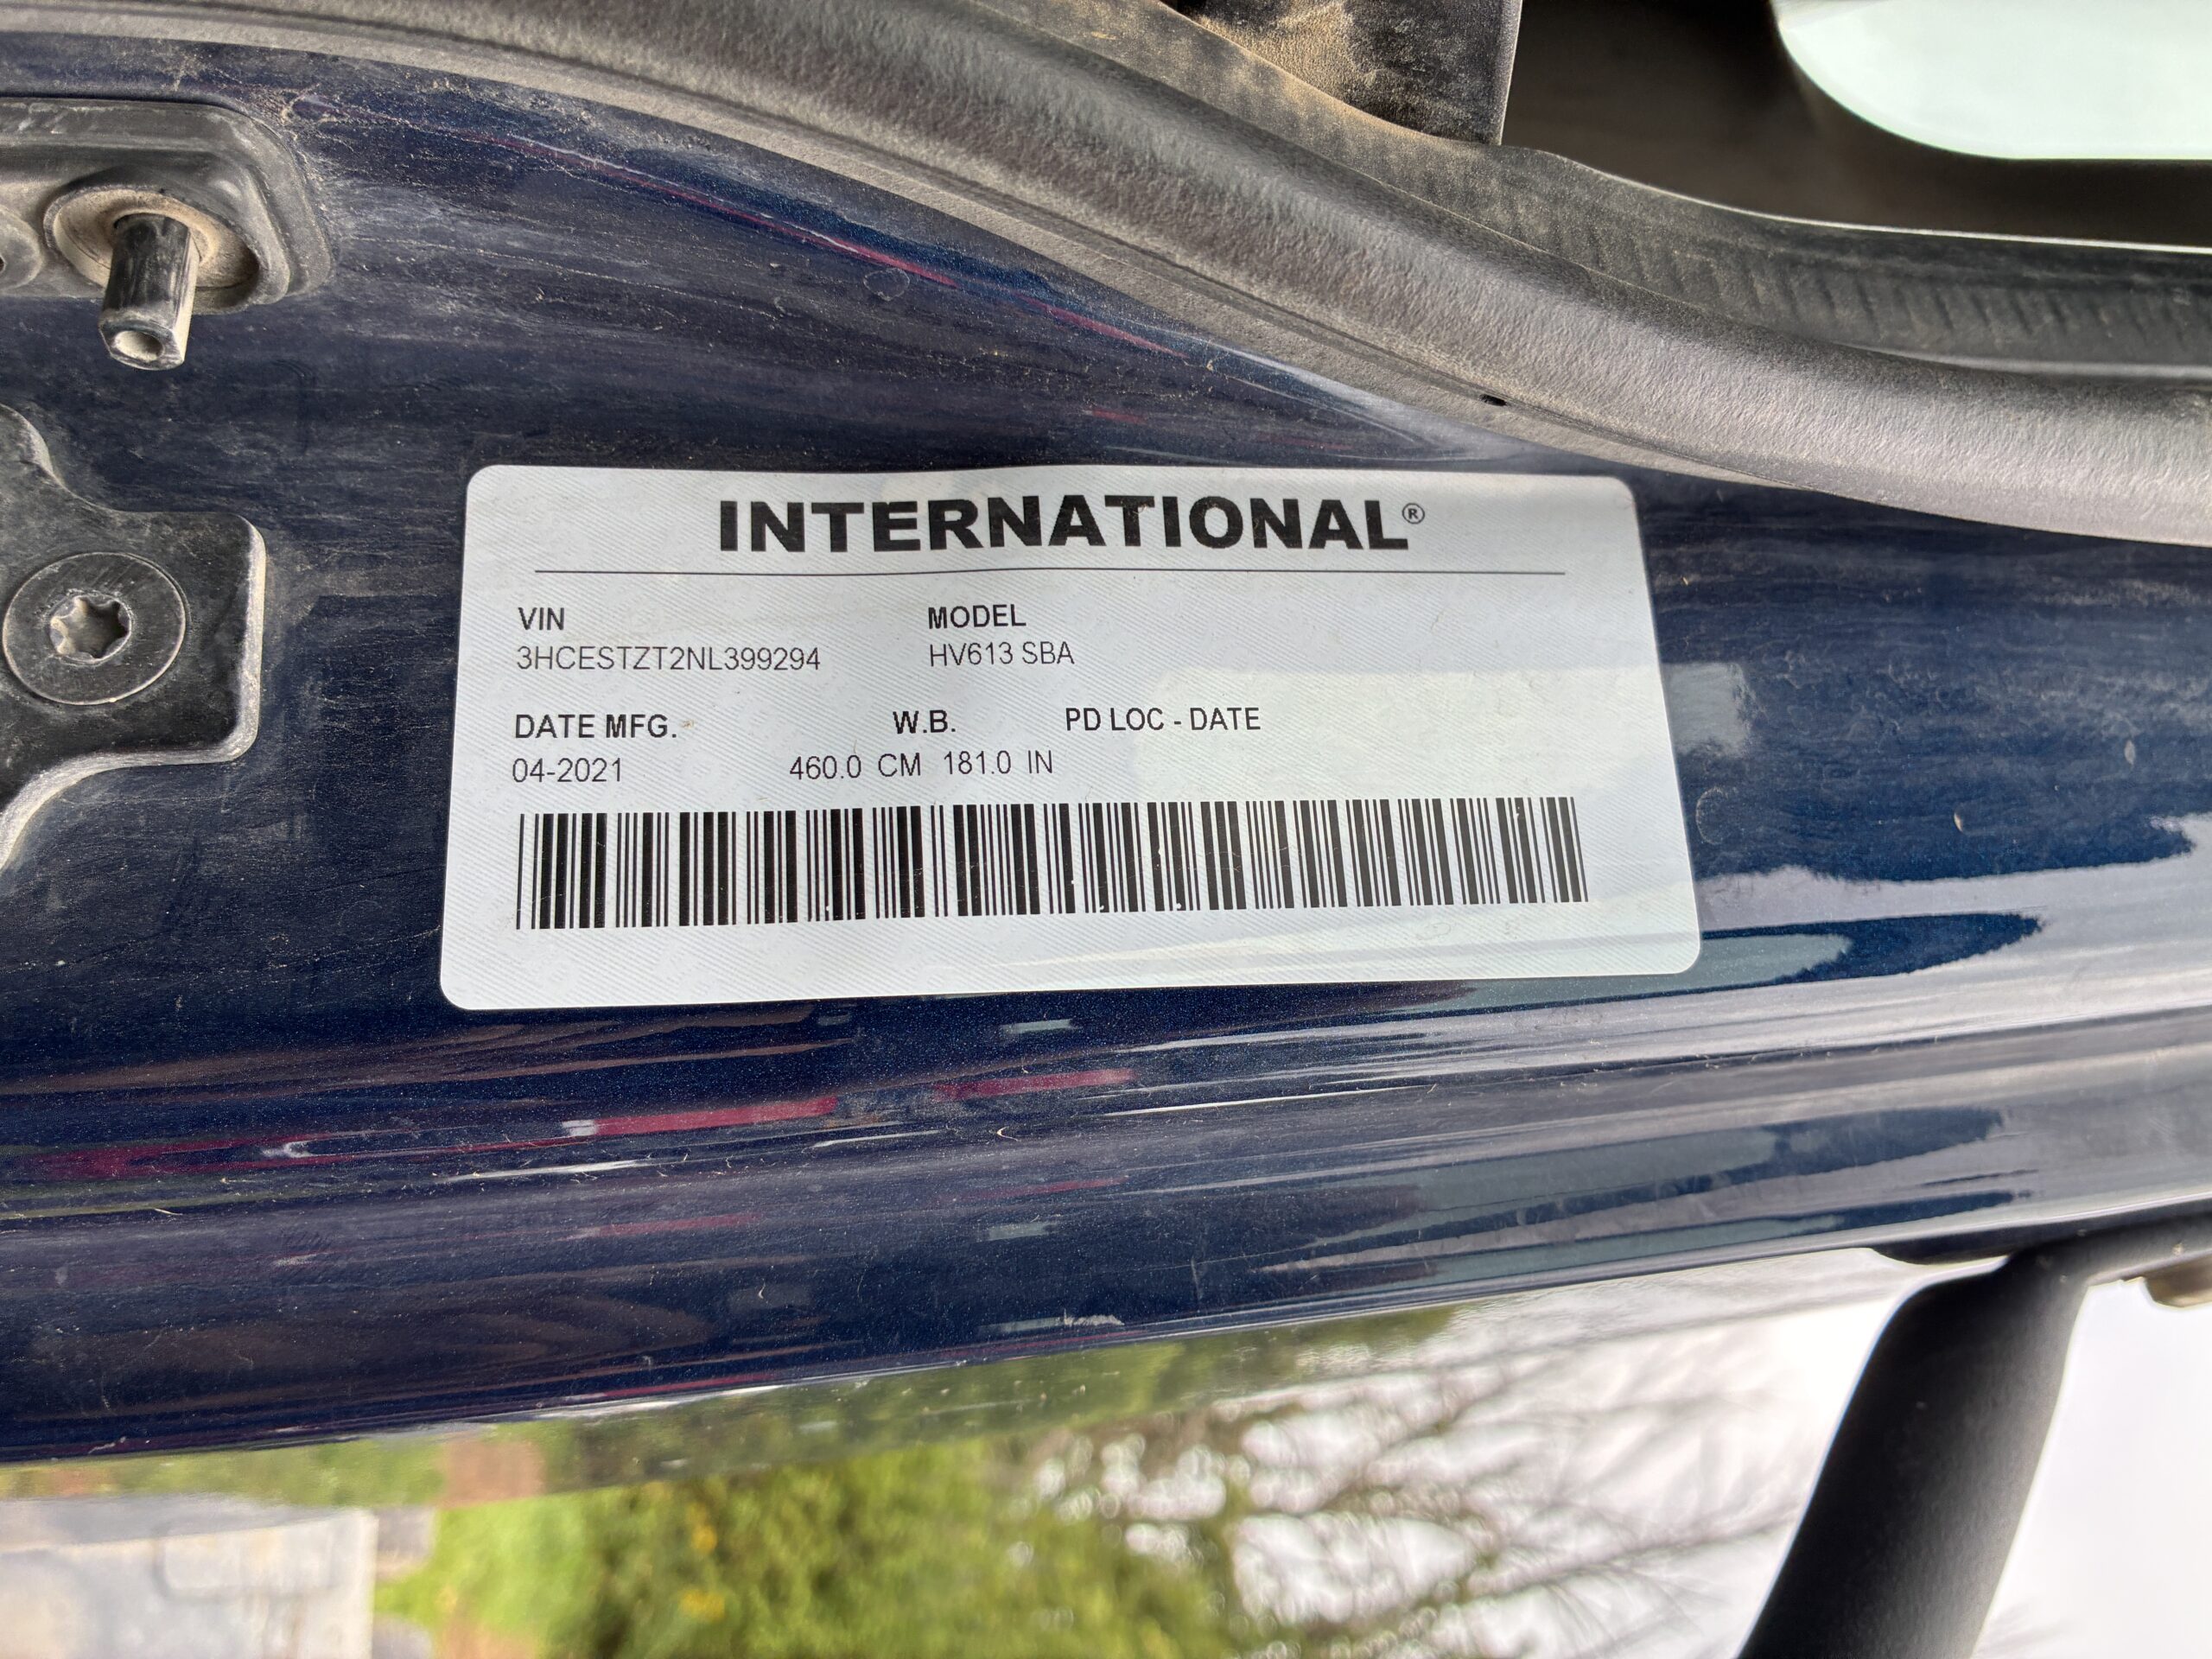 INTERNATIONAL®
VIN MODEL
3HCESTZT2NL399294 HV613 SBA
DATE MFG. W.B. PD LOC - DATE
04-2021 460.0 CM 181.0 IN